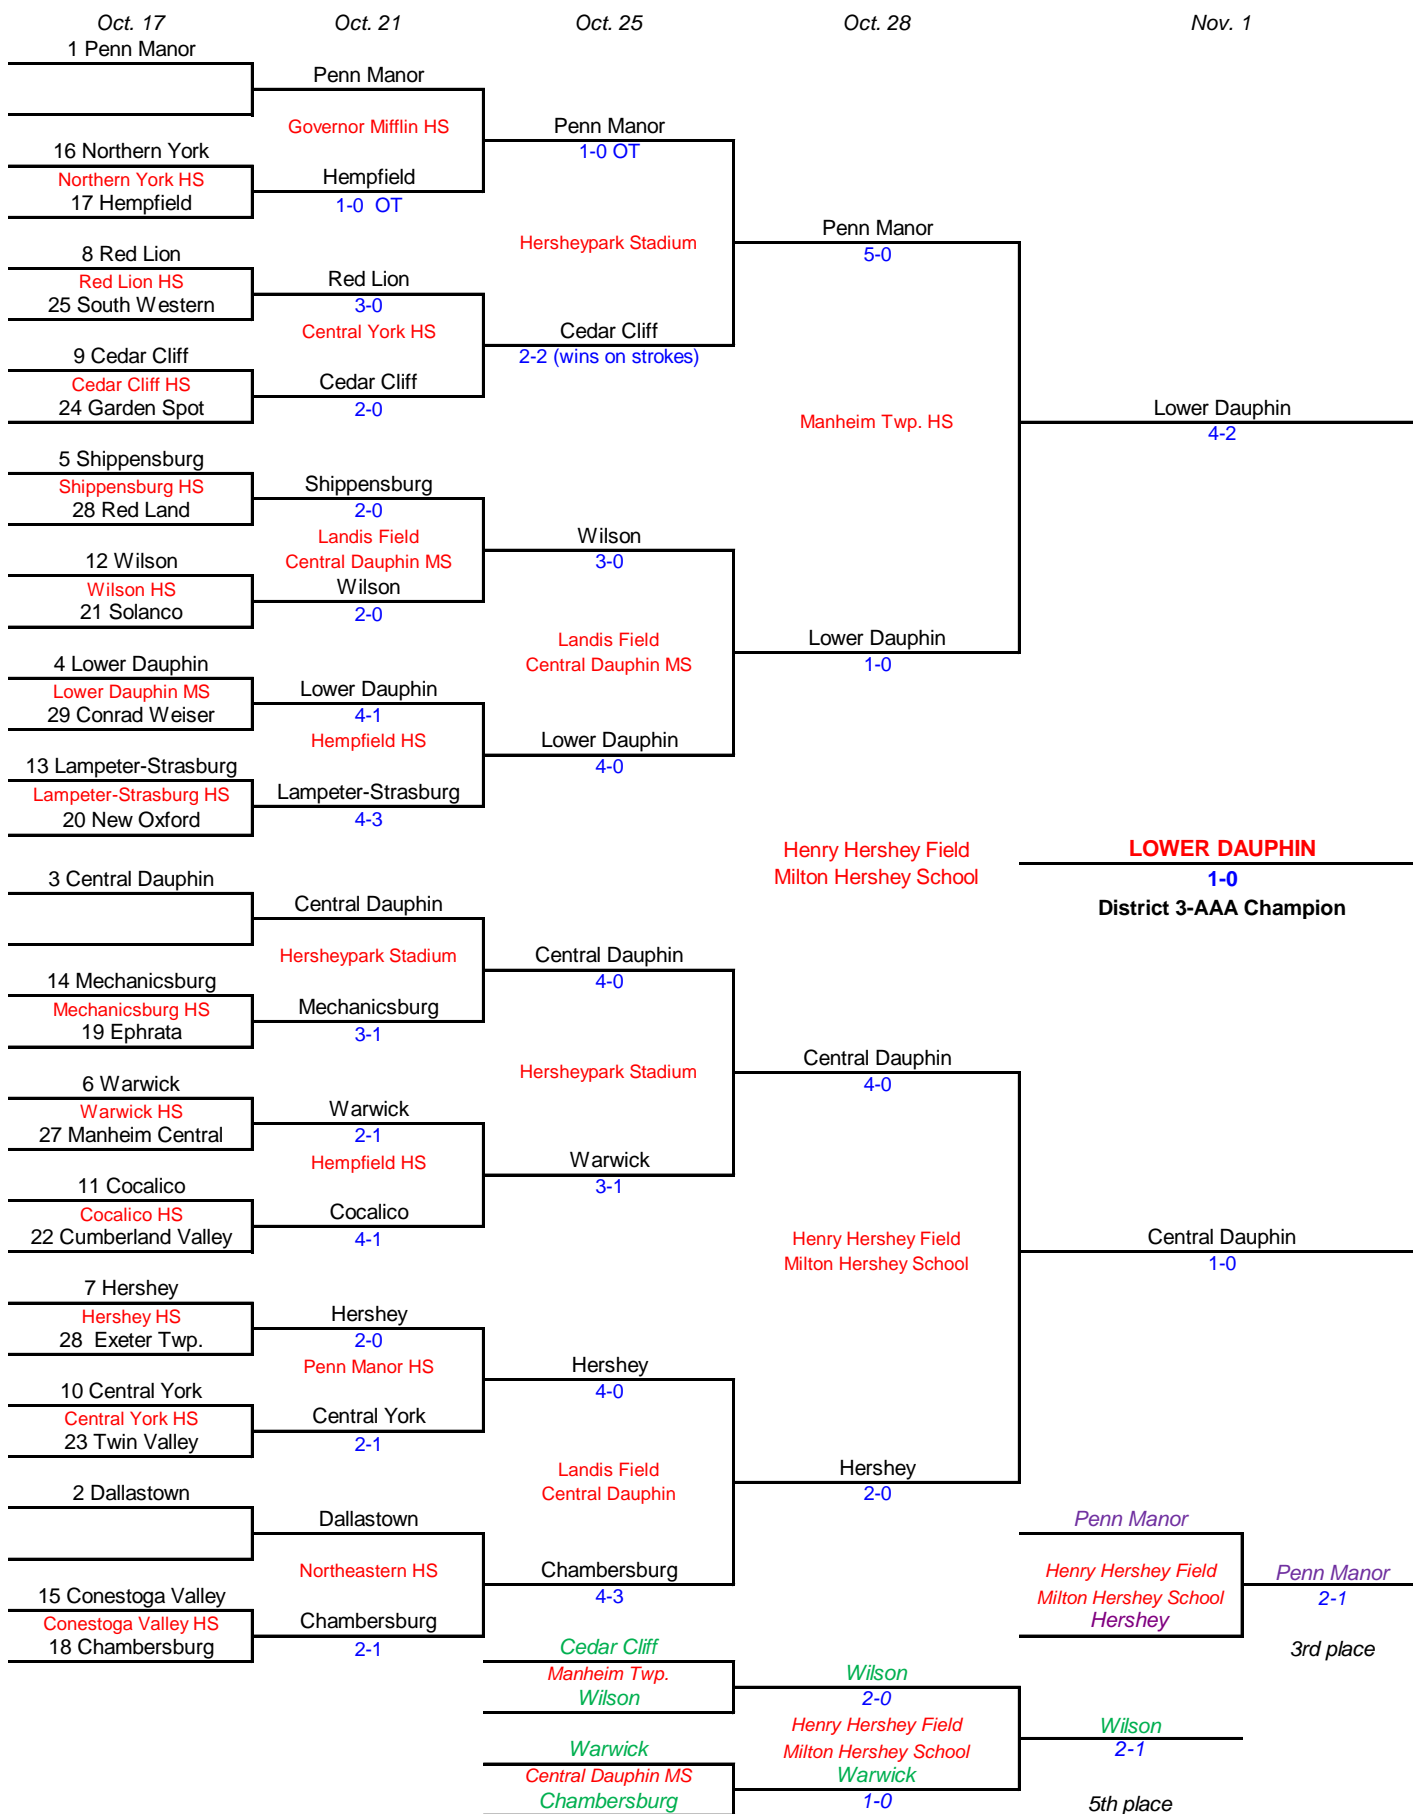 Oct. 17 Oct. 21 Oct. 25 Oct. 28 Nov. 1
1 Penn Manor
Penn Manor
Governor Mifflin HS
Penn Manor
1-0 OT
16 Northern York
Northern York HS
17 Hempfield
Hempfield
1-0 OT
Hersheypark Stadium
Penn Manor
5-0
8 Red Lion
Red Lion HS
25 South Western
Red Lion
3-0
Central York HS
Cedar Cliff
2-2 (wins on strokes)
9 Cedar Cliff
Cedar Cliff HS
24 Garden Spot
Cedar Cliff
2-0
Manheim Twp. HS
Lower Dauphin
4-2
5 Shippensburg
Shippensburg HS
28 Red Land
Shippensburg
2-0
Landis Field
Central Dauphin MS
Wilson
3-0
12 Wilson
Wilson HS
21 Solanco
Wilson
2-0
Landis Field
Central Dauphin MS
Lower Dauphin
1-0
4 Lower Dauphin
Lower Dauphin MS
29 Conrad Weiser
Lower Dauphin
4-1
Hempfield HS
Lower Dauphin
4-0
13 Lampeter-Strasburg
Lampeter-Strasburg HS
20 New Oxford
Lampeter-Strasburg
4-3
Henry Hershey Field
Milton Hershey School
LOWER DAUPHIN
1-0
District 3-AAA Champion
3 Central Dauphin
Central Dauphin
Hersheypark Stadium
Central Dauphin
4-0
14 Mechanicsburg
Mechanicsburg HS
19 Ephrata
Mechanicsburg
3-1
Hersheypark Stadium
Central Dauphin
4-0
6 Warwick
Warwick HS
27 Manheim Central
Warwick
2-1
Hempfield HS
Warwick
3-1
11 Cocalico
Cocalico HS
22 Cumberland Valley
Cocalico
4-1
Henry Hershey Field
Milton Hershey School
Central Dauphin
1-0
7 Hershey
Hershey HS
28 Exeter Twp.
Hershey
2-0
Penn Manor HS
Hershey
4-0
10 Central York
Central York HS
23 Twin Valley
Central York
2-1
Landis Field
Central Dauphin
Hershey
2-0
2 Dallastown
Dallastown
Northeastern HS
Chambersburg
4-3
15 Conestoga Valley
Conestoga Valley HS
18 Chambersburg
Chambersburg
2-1
Penn Manor
Henry Hershey Field
Milton Hershey School
Hershey
Penn Manor
2-1
3rd place
Cedar Cliff
Manheim Twp.
Wilson
Wilson
2-0
Henry Hershey Field
Milton Hershey School
Wilson
2-1
Warwick
Central Dauphin MS
Chambersburg
Warwick
1-0
5th place